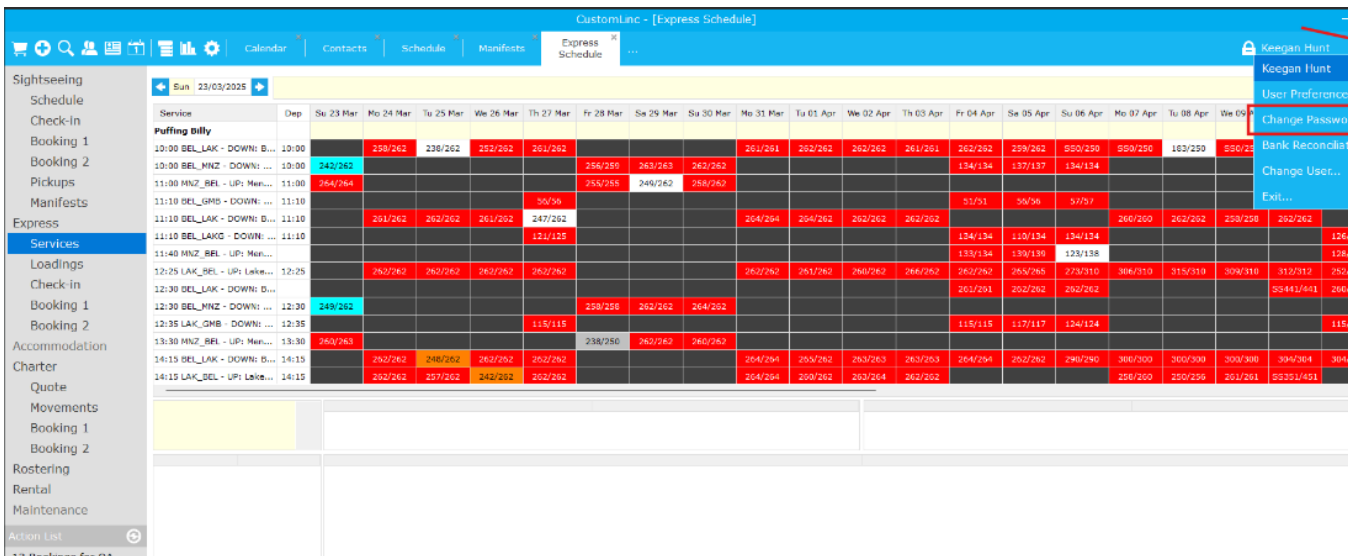 CustomLinc - [Express Schedule]
Calendar
Contacts
Schedule
Manifests
Express
Schedule
...
Keegan Hunt
Keegan Hunt
User Preference
Change Passwo
Bank Reconciliat
Change User...
Exit...
Sightseeing
Schedule
Check-in
Booking 1
Booking 2
Pickups
Manifests
Express
Services
Loadings
Check-in
Booking 1
Booking 2
Accommodation
Charter
Quote
Movements
Booking 1
Booking 2
Rostering
Rental
Maintenance
Action List
Sun 23/03/2025
Service Dep Su 23 Mar Mo 24 Mar Tu 25 Mar We 26 Mar Th 27 Mar Fr 28 Mar Sa 29 Mar Su 30 Mar Mo 31 Mar Tu 01 Apr We 02 Apr Th 03 Apr Fr 04 Apr Sa 05 Apr Su 06 Apr Mo 07 Apr Tu 08 Apr We 09
Puffing Billy
10:00 BEL_LAK - DOWN: B... 10:00 258/262 238/262 252/262 261/262 261/261 262/262 262/262 261/261 262/262 259/262 550/250 550/250 183/250
10:00 BEL_MNZ - DOWN: ... 10:00 242/262 256/259 263/263 262/262 134/134 137/137 134/134
11:00 MNZ_BEL - UP: Men... 11:00 264/264 255/255 249/262 258/262
11:10 BEL_GMB - DOWN: ... 11:10 56/56 51/51 56/56 57/57
11:10 BEL_LAK - DOWN: B... 11:10 261/262 262/262 261/262 247/262 264/264 264/262 262/262 262/262 260/260 262/262 258/258 262/262
11:10 BEL_LAKG - DOWN: ... 11:10 121/125 134/134 110/134 134/134
11:40 MNZ_BEL - UP: Men... 133/134 139/139 123/138
12:25 LAK_BEL - UP: Lake... 12:25 262/262 262/262 262/262 262/262 262/262 261/262 260/262 266/262 262/262 265/265 273/310 306/310 315/310 309/310 312/312
12:30 BEL_LAK - DOWN: B... 261/261 262/262 262/262
12:30 BEL_MNZ - DOWN: ... 12:30 249/262 258/258 262/262 264/262
12:35 LAK_GMB - DOWN: ... 12:35 115/115 115/115 117/117 124/124
13:30 MNZ_BEL - UP: Men... 13:30 260/263 238/250 262/262 260/262
14:15 BEL_LAK - DOWN: B... 14:15 262/262 248/262 262/262 262/262 264/264 265/262 263/263 263/263 264/264 262/262 290/290 300/300 300/300 300/300 304/304
14:15 LAK_BEL - UP: Lake... 14:15 262/262 257/262 242/262 262/262 264/264 260/262 263/264 262/262 258/260 250/256 261/261